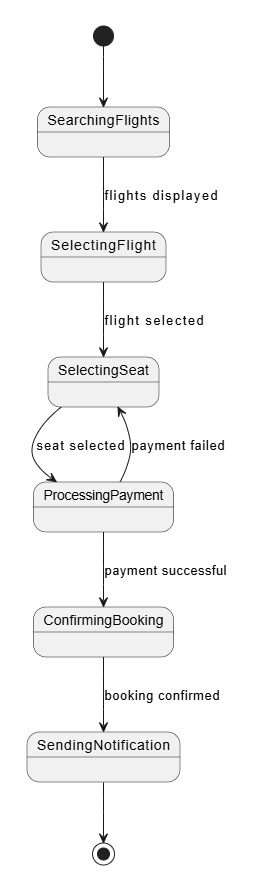 SearchingFlights
flights displayed
SelectingFlight
flight selected
SelectingSeat
seat selected
payment failed
ProcessingPayment
payment successful
ConfirmingBooking
booking confirmed
SendingNotification